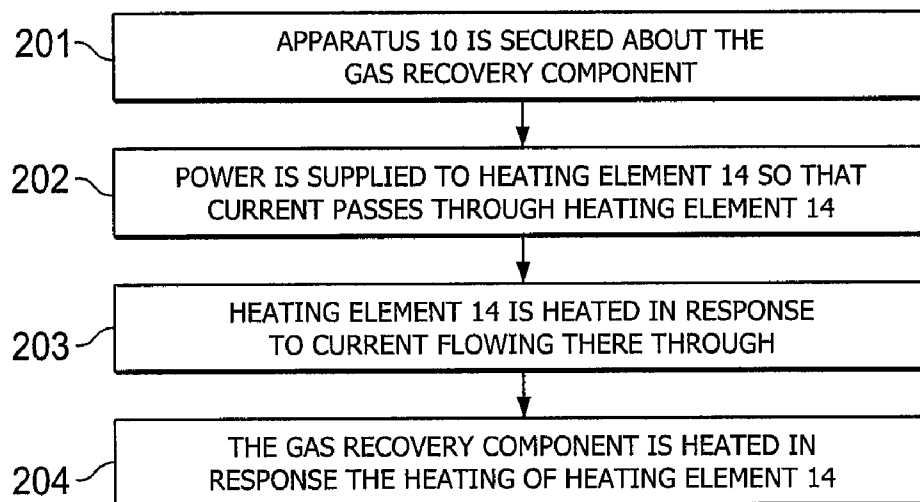 201
APPARATUS 10 IS SECURED ABOUT THE
GAS RECOVERY COMPONENT
202
POWER IS SUPPLIED TO HEATING ELEMENT 14 SO THAT
CURRENT PASSES THROUGH HEATING ELEMENT 14
203
HEATING ELEMENT 14 IS HEATED IN RESPONSE
TO CURRENT FLOWING THERE THROUGH
204
THE GAS RECOVERY COMPONENT IS HEATED IN
RESPONSE THE HEATING OF HEATING ELEMENT 14